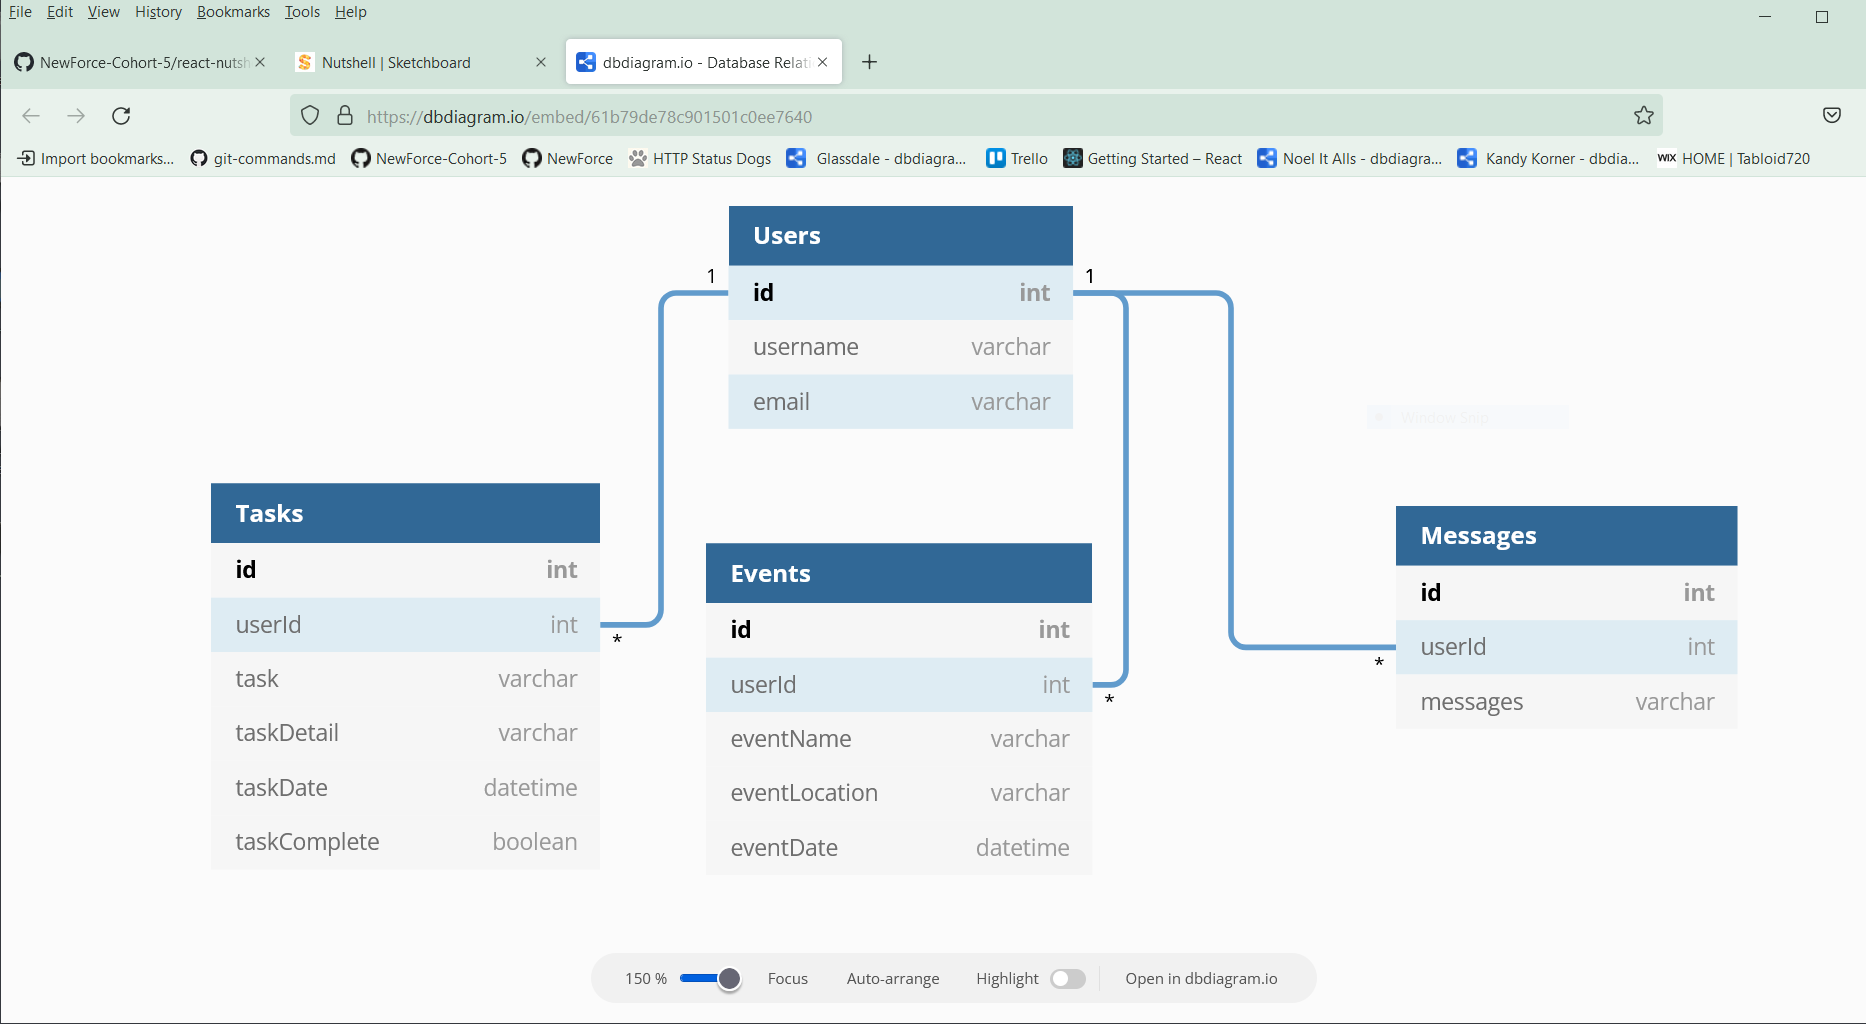 File Edit View History Bookmarks Tools Help
NewForce-Cohort-5/react-nutsh
Nutshell | Sketchboard
dbdiagram.io - Database Relati
https://dbdiagram.io/embed/61b79de78c901501c0ee7640
Import bookmarks... git-commands.md NewForce-Cohort-5 NewForce HTTP Status Dogs Glassdale - dbdiagra... Trello Getting Started – React Noel It Alls - dbdiagra... Kandy Korner - dbdia... WIX HOME | Tabloid720
Users
1
1
id int
username varchar
email varchar
Window Snip
Tasks
id int
userId int
*
task varchar
taskDetail varchar
taskDate datetime
taskComplete boolean
Events
id int
userId int
*
eventName varchar
eventLocation varchar
eventDate datetime
Messages
id int
userId int
*
messages varchar
150 % Focus Auto-arrange Highlight Open in dbdiagram.io